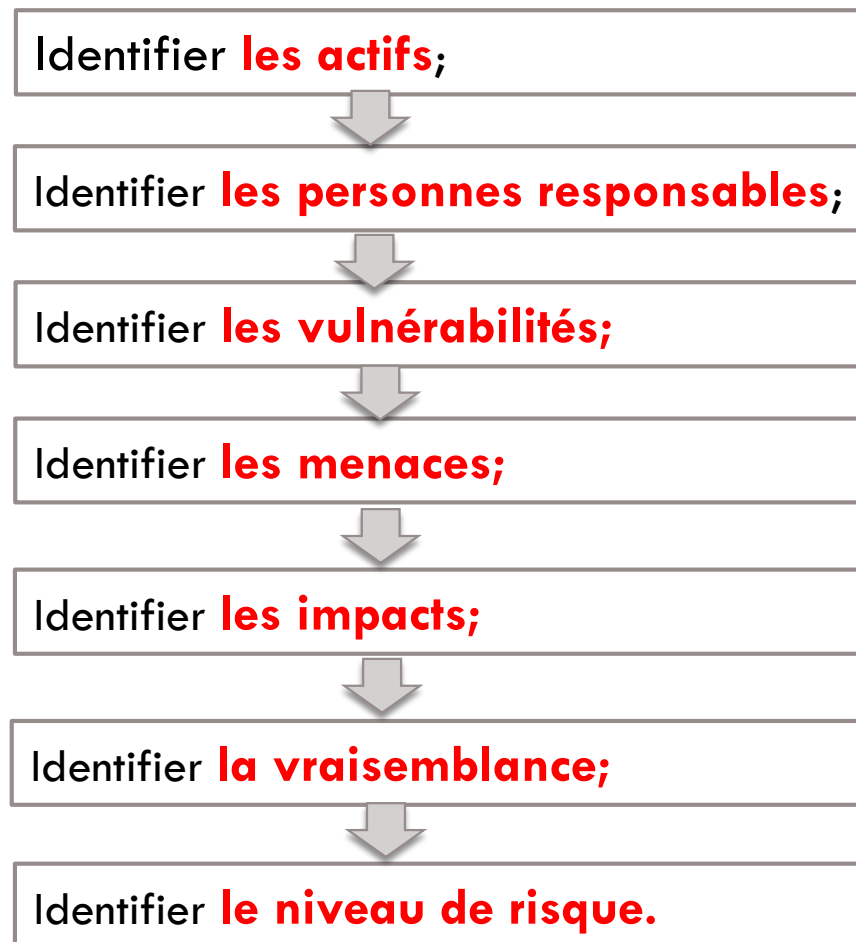 Identifier les actifs;
Identifier les personnes responsables;
Identifier les vulnérabilités;
Identifier les menaces;
Identifier les impacts;
Identifier la vraisemblance;
Identifier le niveau de risque.